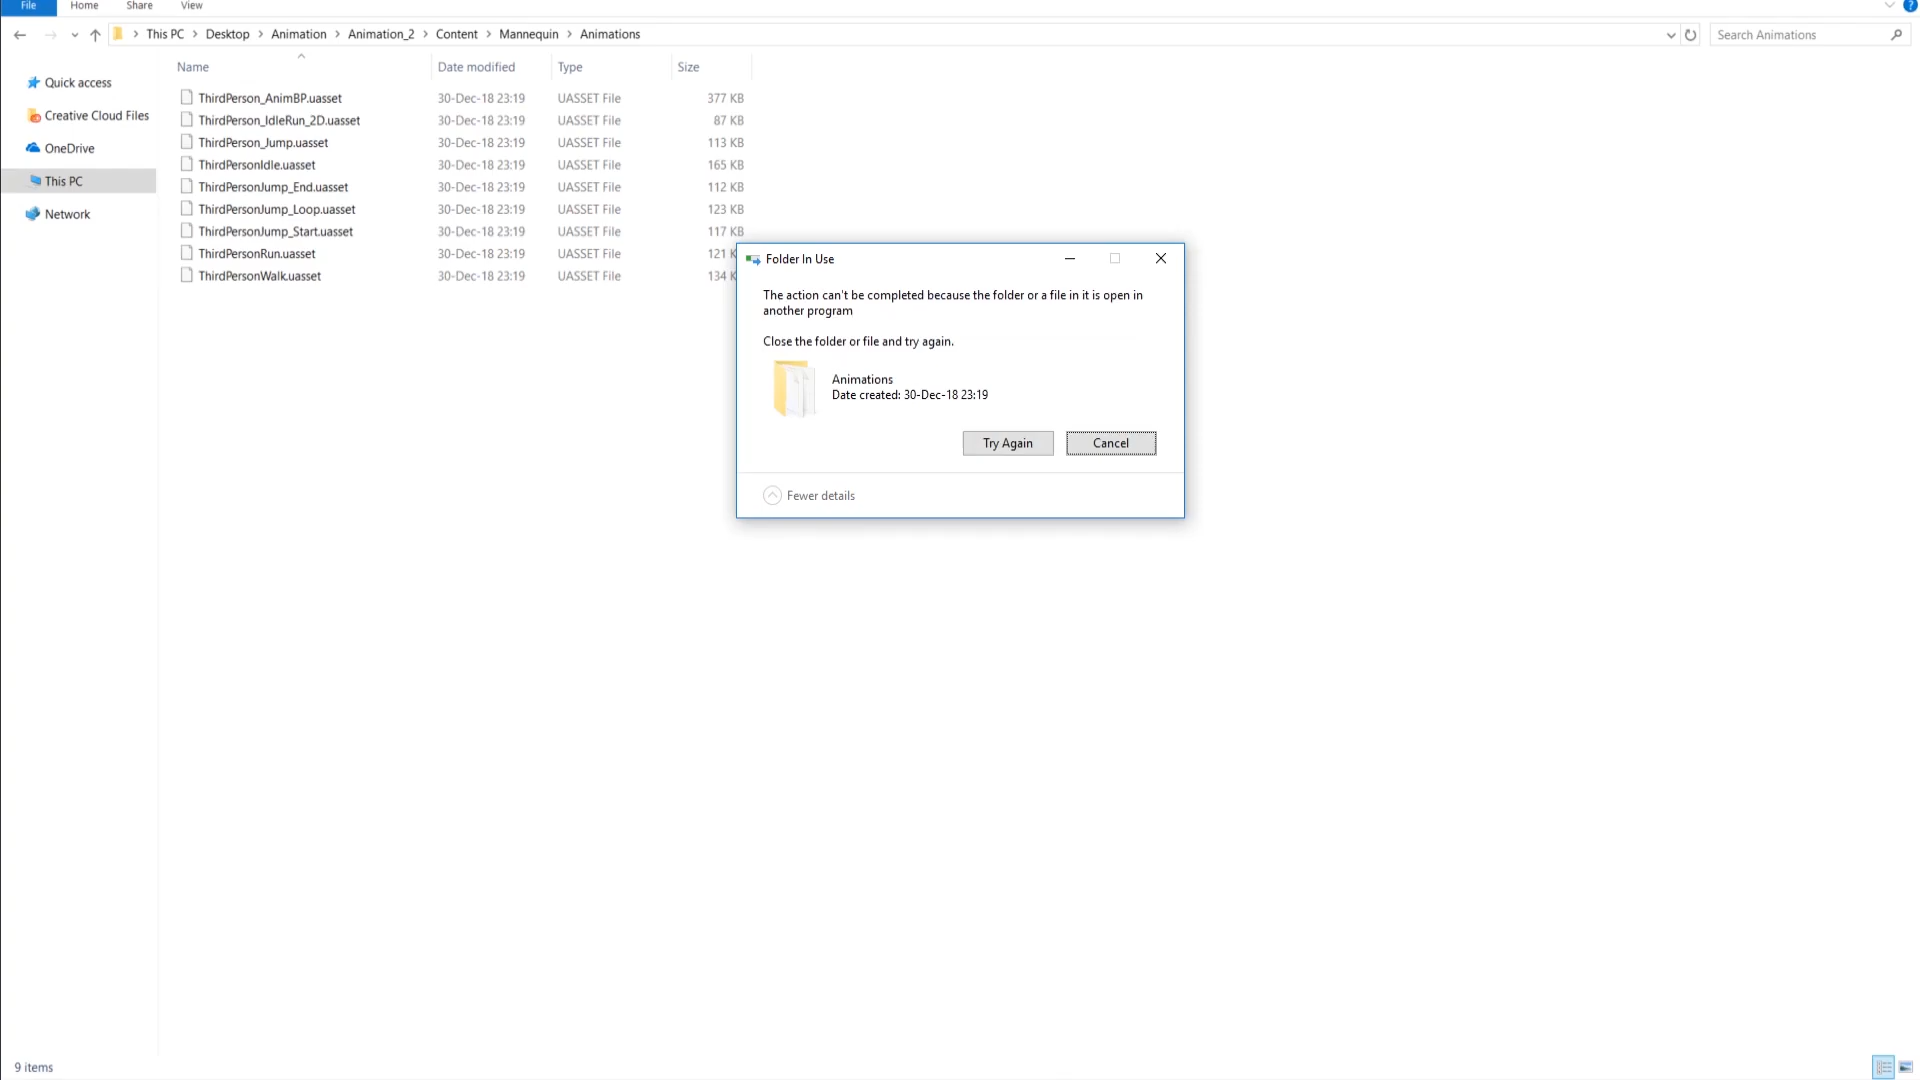 File Home Share View
This PC > Desktop > Animation > Animation_2 > Content > Mannequin > Animations
Search Animations
Name Date modified Type Size
Quick access
Creative Cloud Files
OneDrive
This PC
Network
ThirdPerson_AnimBP.uasset 30-Dec-18 23:19 UASSET File 377 KB
ThirdPerson_IdleRun_2D.uasset 30-Dec-18 23:19 UASSET File 87 KB
ThirdPerson_Jump.uasset 30-Dec-18 23:19 UASSET File 113 KB
ThirdPersonIdle.uasset 30-Dec-18 23:19 UASSET File 165 KB
ThirdPersonJump_End.uasset 30-Dec-18 23:19 UASSET File 112 KB
ThirdPersonJump_Loop.uasset 30-Dec-18 23:19 UASSET File 123 KB
ThirdPersonJump_Start.uasset 30-Dec-18 23:19 UASSET File 117 KB
ThirdPersonRun.uasset 30-Dec-18 23:19 UASSET File 121 K
ThirdPersonWalk.uasset 30-Dec-18 23:19 UASSET File 134 K
Folder In Use
The action can't be completed because the folder or a file in it is open in
another program
Close the folder or file and try again.
Animations
Date created: 30-Dec-18 23:19
Try Again Cancel
Fewer details
9 items